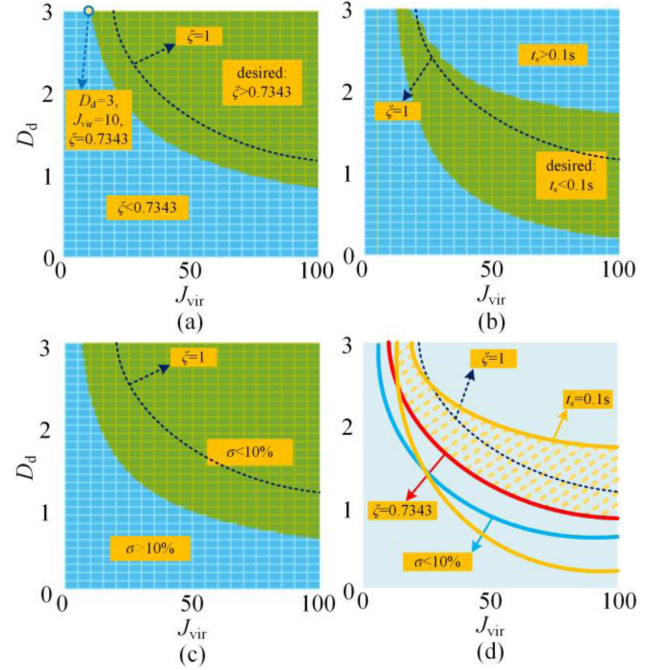 3
2
1
0
D_d
ξ=1
desired:
ξ>0.7343
D_d=3,
J_vir=10,
ξ=0.7343
ξ<0.7343
0
50
100
J_vir
(a)
3
2
1
0
t_s>0.1s
ξ=1
desired:
t_s<0.1s
0
50
100
J_vir
(b)
3
2
1
0
D_d
ξ=1
σ<10%
σ>10%
0
50
100
J_vir
(c)
3
2
1
0
ξ=1
t_s=0.1s
ξ=0.7343
σ<10%
0
50
100
J_vir
(d)